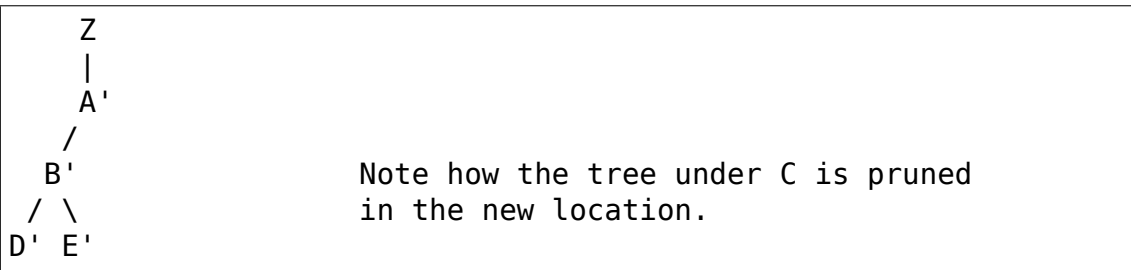 Z
     |
     A'
    /
   B'                 Note how the tree under C is pruned
  / \                 in the new location.
 D' E'